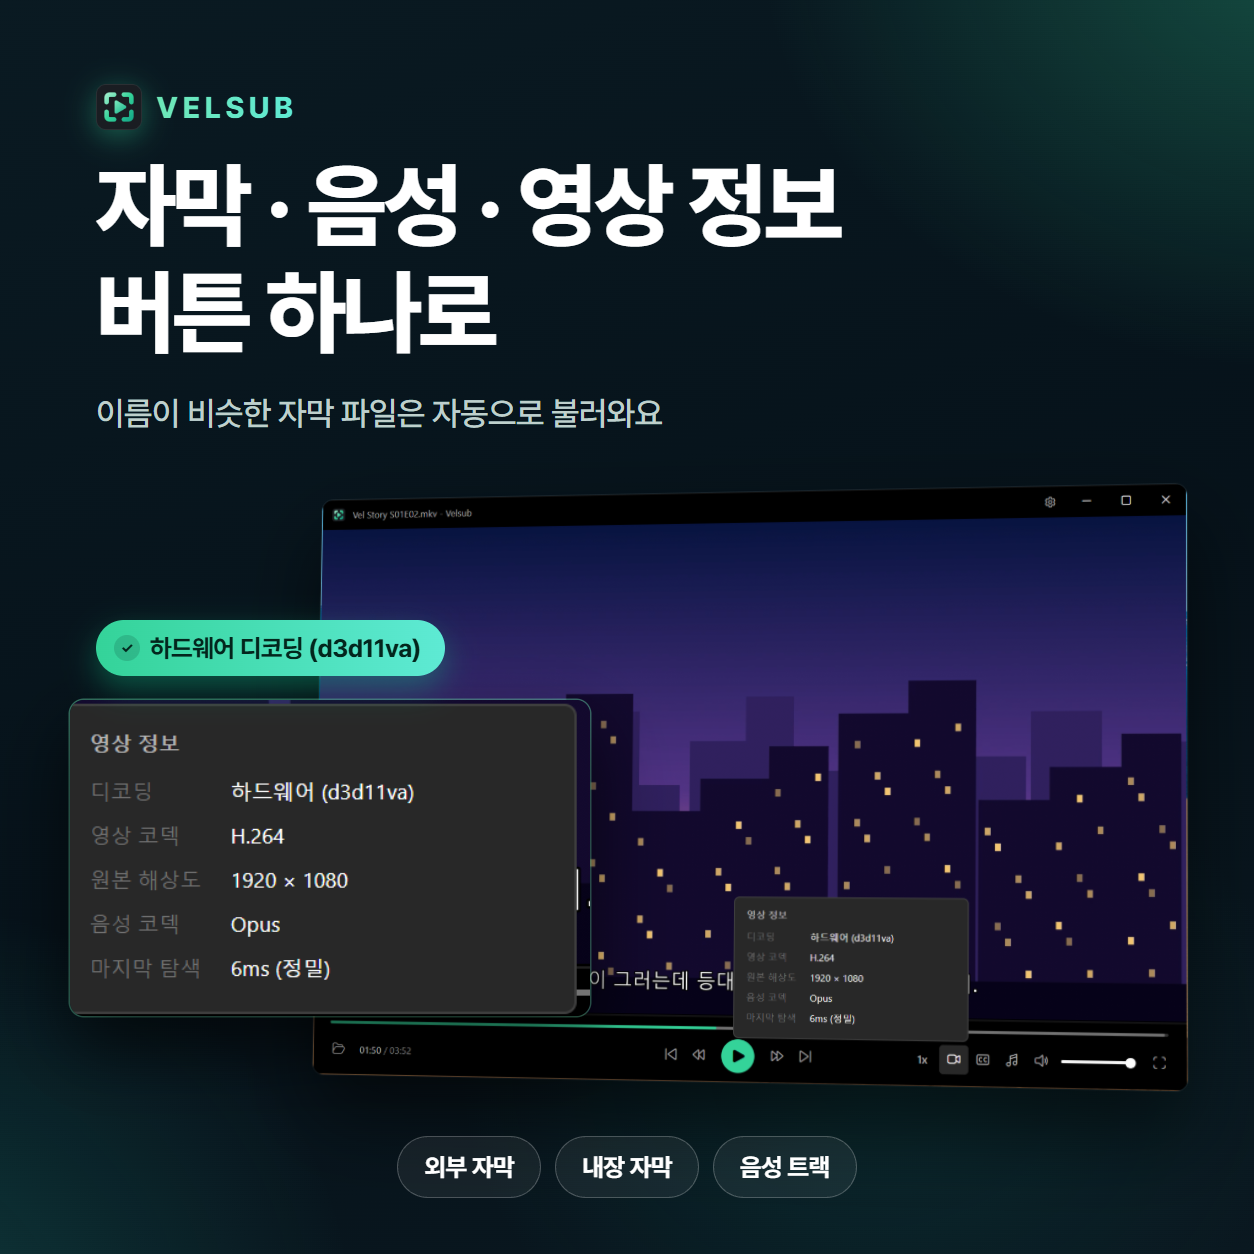 VELSUB
자막 · 음성 · 영상 정보
버튼 하나로
이름이 비슷한 자막 파일은 자동으로 불러와요
Vel Story S01E02.mkv - Velsub
하드웨어 디코딩 (d3d11va)
영상 정보
디코딩 하드웨어 (d3d11va)
영상 코덱 H.264
원본 해상도 1920 × 1080
음성 코덱 Opus
마지막 탐색 6ms (정밀)
영상 정보
디코딩 하드웨어 (d3d11va)
영상 코덱 H.264
원본 해상도 1920 × 1080
음성 코덱 Opus
마지막 탐색 6ms (정밀)
이 그러는데 등대
01:50 / 03:52
1x
CC
외부 자막
내장 자막
음성 트랙